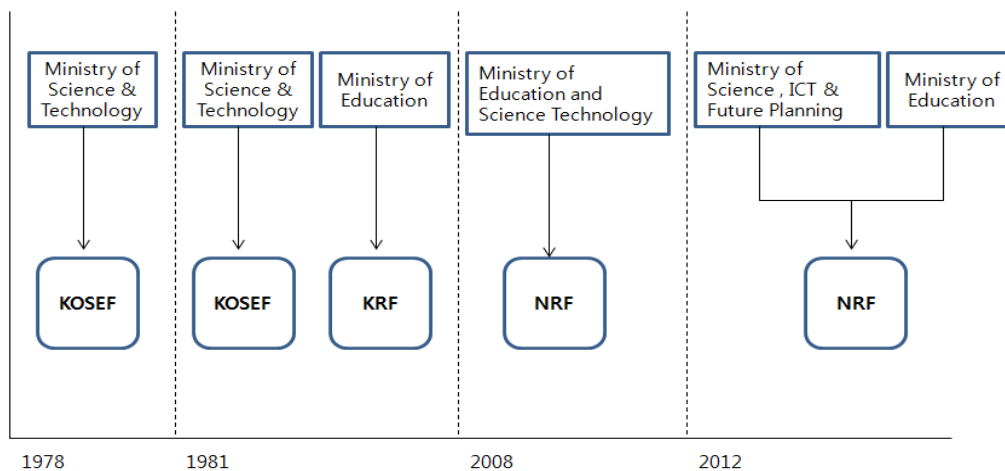 Ministry of
Science &
Technology
Ministry of
Science &
Technology
Ministry of
Education
Ministry of
Education and
Science Technology
Ministry of
Science , ICT &
Future Planning
Ministry of
Education
KOSEF
KOSEF
KRF
NRF
NRF
1978
1981
2008
2012